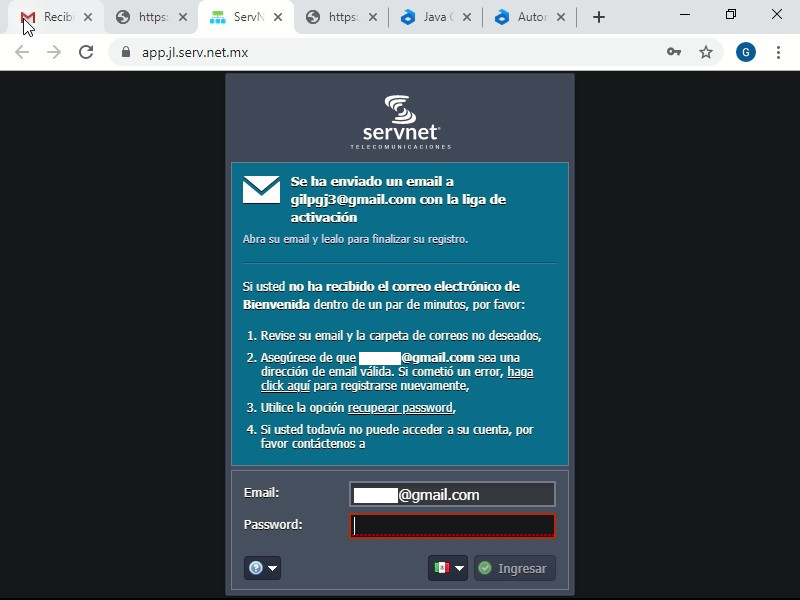 Recib
https:
ServN
https:
Java C
Autor
app.jl.serv.net.mx
G
servnet
TELECOMUNICACIONES
Se ha enviado un email a
gilpgj3@gmail.com con la liga de
activación
Abra su email y lealo para finalizar su registro.
Si usted no ha recibido el correo electrónico de
Bienvenida dentro de un par de minutos, por favor:
1. Revise su email y la carpeta de correos no deseados,
2. Asegúrese de que @gmail.com sea una
dirección de email válida. Si cometió un error, haga
click aquí para registrarse nuevamente,
3. Utilice la opción recuperar password,
4. Si usted todavía no puede acceder a su cuenta, por
favor contáctenos a
Email:
@gmail.com
Password:
Ingresar